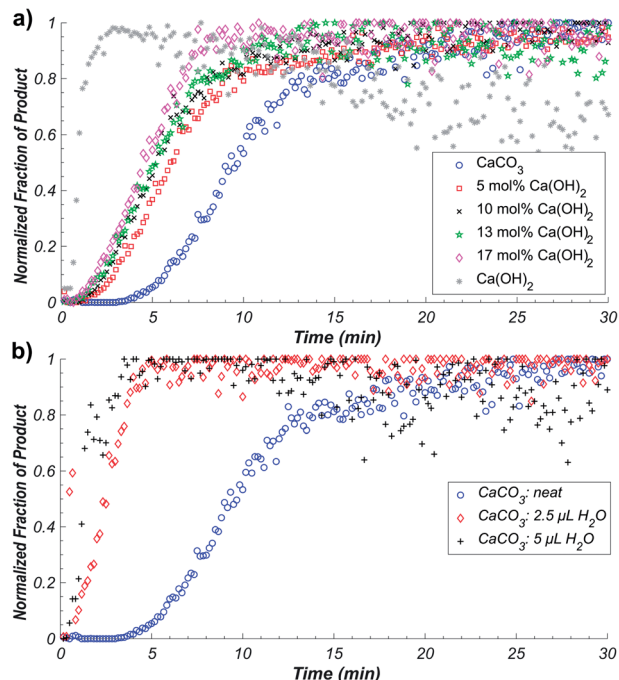 a)
Normalized Fraction of Product
1
0.8
0.6
0.4
0.2
0
CaCO3
5 mol% Ca(OH)2
10 mol% Ca(OH)2
13 mol% Ca(OH)2
17 mol% Ca(OH)2
Ca(OH)2
0 5 10 15 20 25 30
Time (min)
b)
Normalized Fraction of Product
1
0.8
0.6
0.4
0.2
0
CaCO3: neat
CaCO3: 2.5 µL H2O
CaCO3: 5 µL H2O
0 5 10 15 20 25 30
Time (min)